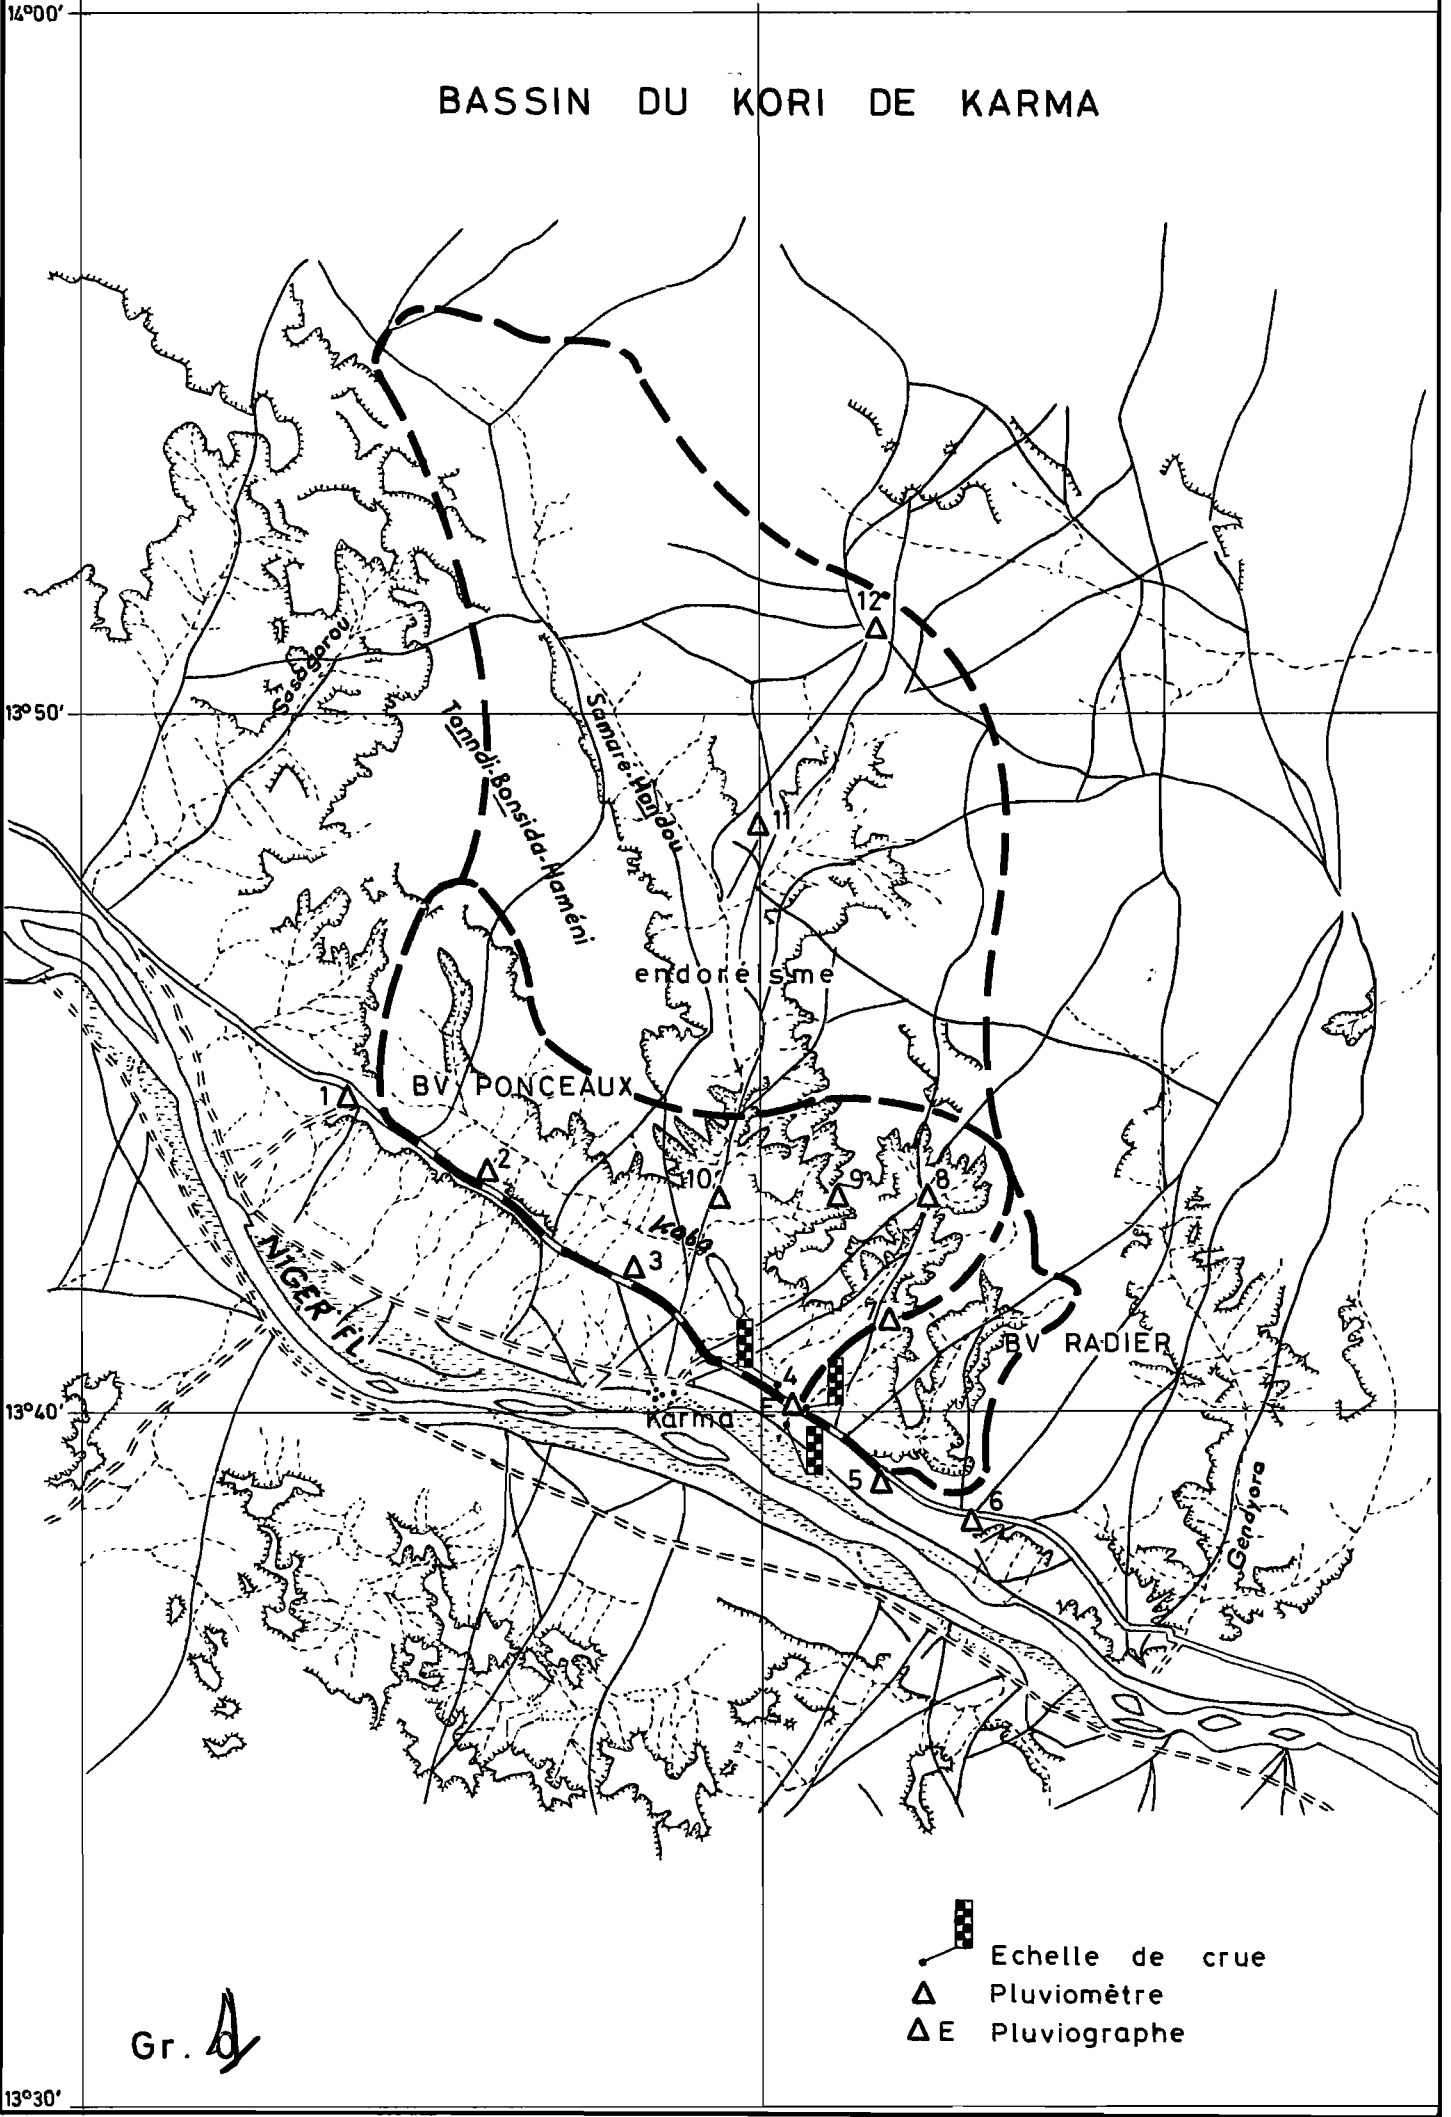 14°00'
BASSIN DU KORI DE KARMA
12
Sasagorou
13°50'
Tanndi-Bonsida-Haméni
Samare-Handou
11
endoréisme
1
BV PONCEAUX
2
10
9
8
Koba
3
NIGER FL.
7
BV RADIER
4
E
13°40'
Karma
5
6
Gendyora
Echelle de crue
Pluviomètre
E Pluviographe
Gr.
13°30'